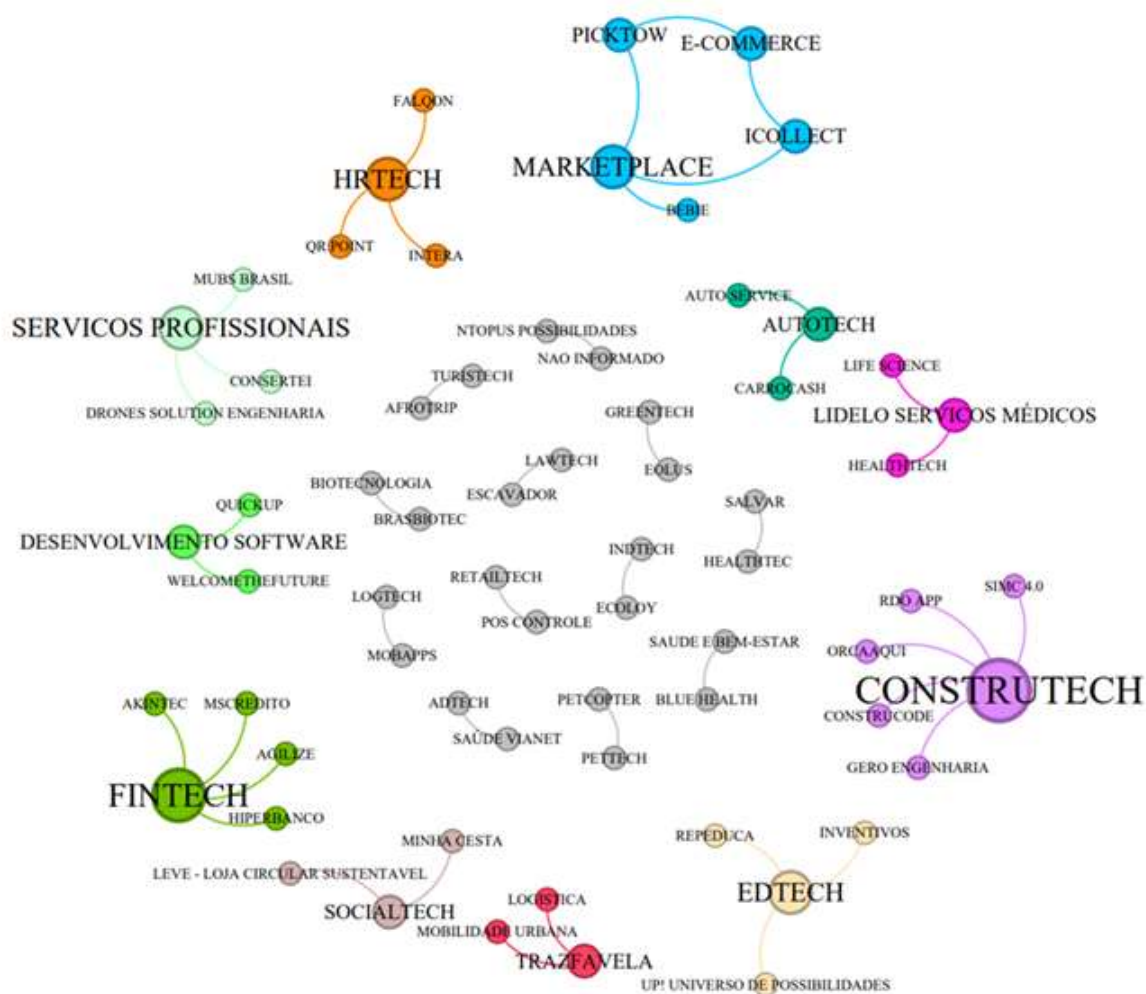 PICKTOW
E-COMMERCE
FALQON
ICOLLECT
MARKETPLACE
HRTECH
BEBIE
QR POINT
INTERA
MUBS BRASIL
AUTO SERVICE
SERVICOS PROFISSIONAIS
NTOPUS POSSIBILIDADES
AUTOTECH
NAO INFORMADO
LIFE SCIENCE
TURISTECH
CONSERTEI
CARROCASH
AFROTRIP
DRONES SOLUTION ENGENHARIA
GREENTECH
LIDELO SERVICOS MÉDICOS
LAWTECH
HEALTHTECH
EOLUS
BIOTECNOLOGIA
ESCAVADOR
QUICKUP
SALVAR
BRASBIOTEC
DESENVOLVIMENTO SOFTWARE
INDTECH
HEALTHTEC
WELCOMETHEFUTURE
RETAILTECH
SIMC 4.0
LOGTECH
RDO APP
ECOLOY
POS CONTROLE
SAUDE E BEM-ESTAR
MOBAPPS
ORCAAQUI
CONSTRUTECH
AKINTEC
MSCREDITO
ADTECH
PETCOPTER
BLUE HEALTH
CONSTRUCODE
SAÚDE VIANET
AGILIZE
PETTECH
GERO ENGENHARIA
FINTECH
HIPERBANCO
REPEDUCA
INVENTIVOS
MINHA CESTA
LEVE - LOJA CIRCULAR SUSTENTAVEL
EDTECH
LOGISTICA
SOCIALTECH
MOBILIDADE URBANA
TRAZFAVELA
UP! UNIVERSO DE POSSIBILIDADES